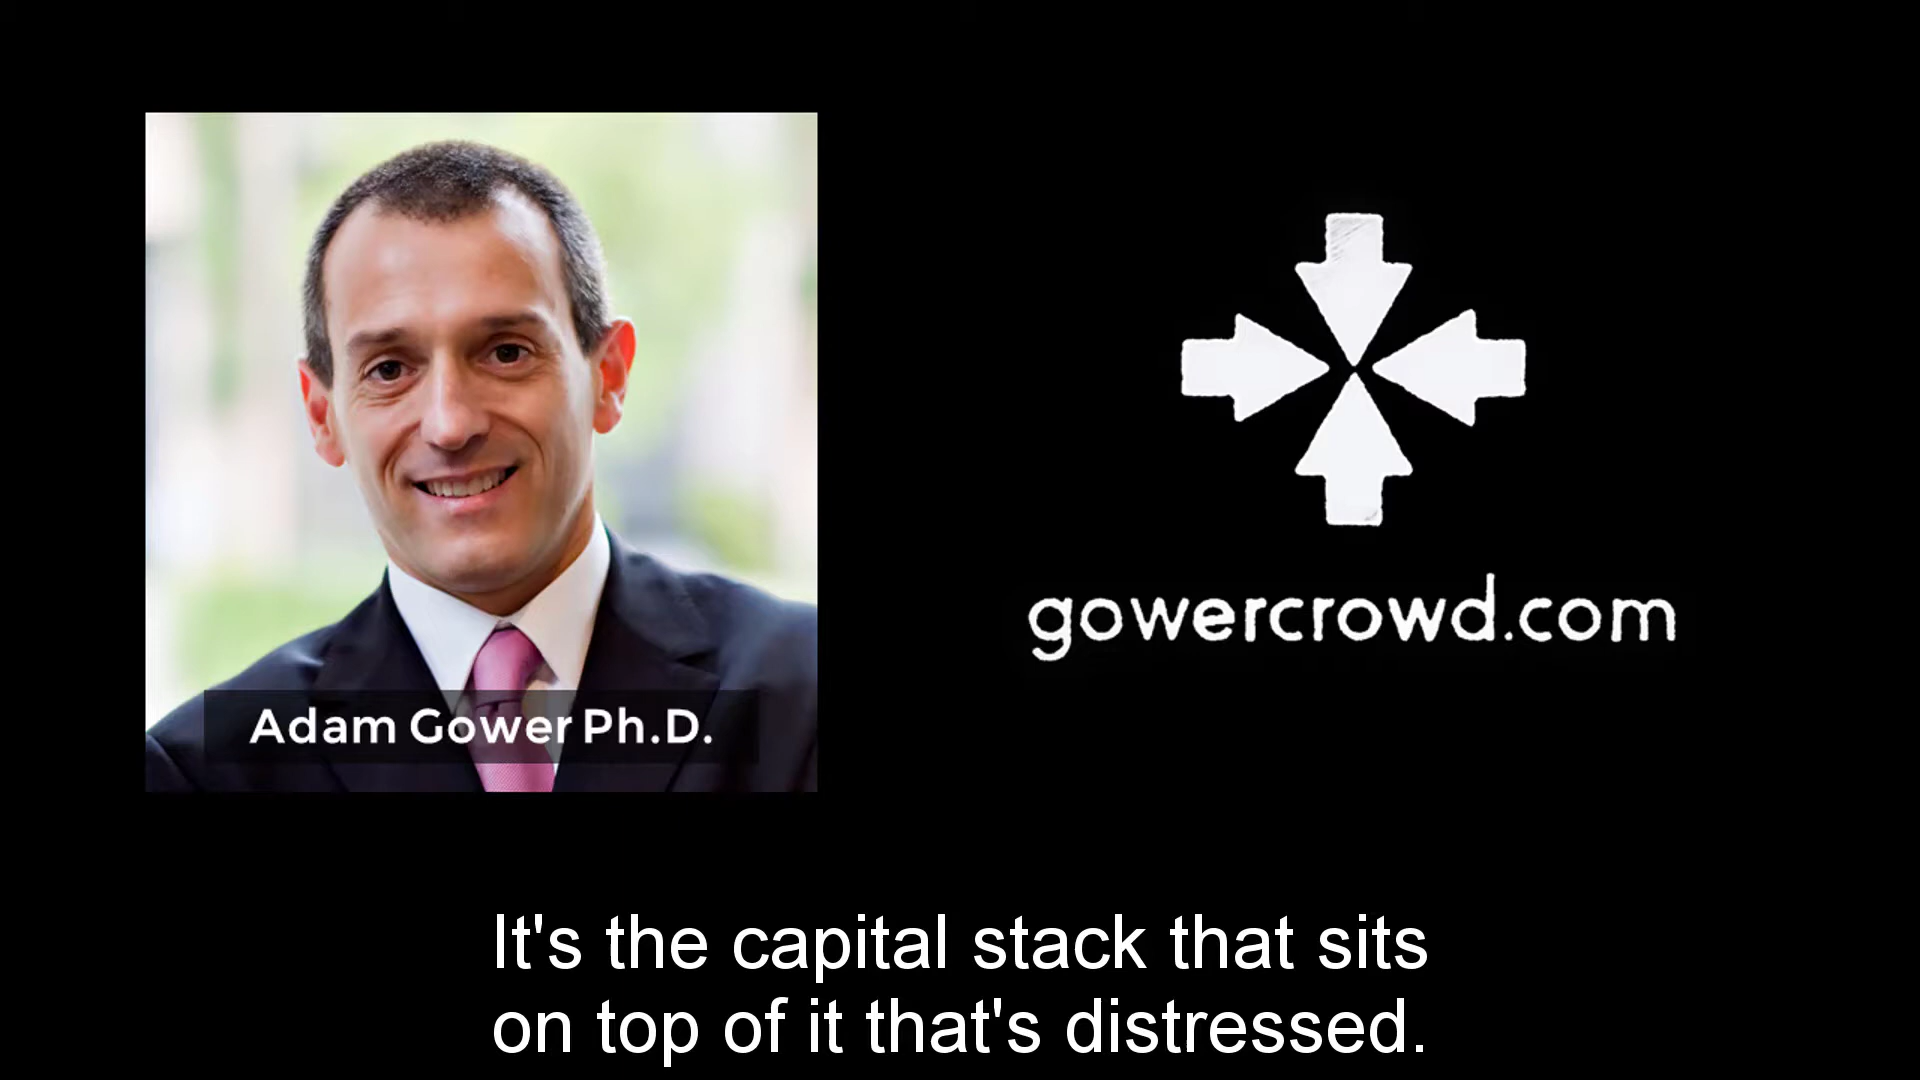 Adam Gower Ph.D.
gowercrowd.com
It's the capital stack that sits
on top of it that's distressed.